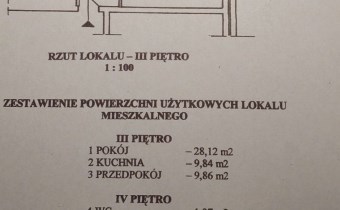 RZUT LOKALU – III PIĘTRO
1 : 100
ZESTAWIENIE POWIERZCHNI UŻYTKOWYCH LOKALU
MIESZKALNEGO
III PIĘTRO
1 POKÓJ – 28,12 m2
2 KUCHNIA – 9,84 m2
3 PRZEDPOKÓJ – 9,86 m2
IV PIĘTRO